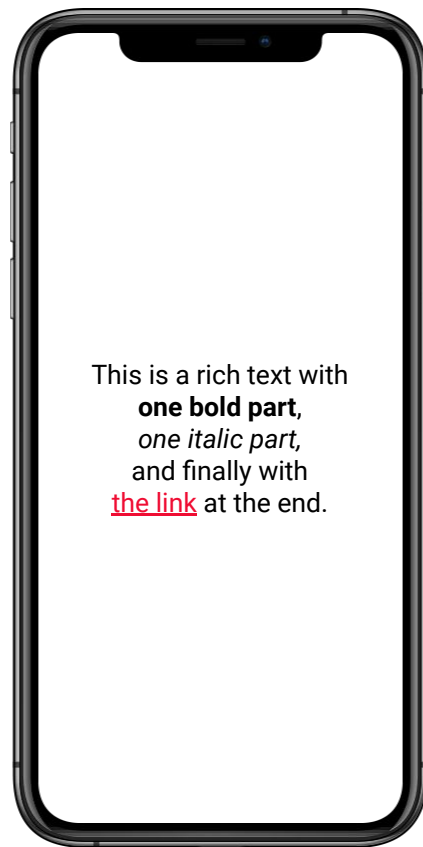 This is a rich text with
one bold part,
one italic part,
and finally with
the link at the end.